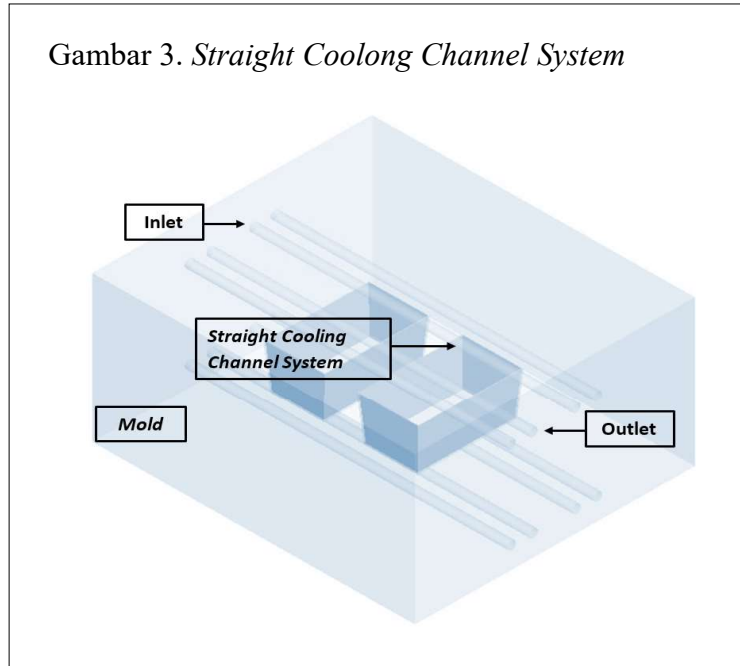 Gambar 3. Straight Coolong Channel System
Inlet
Straight Cooling
Channel System
Mold
Outlet